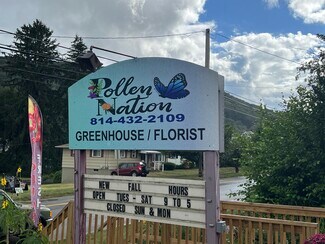 Pollen
Nation
814-432-2109
GREENHOUSE / FLORIST
NEW FALL HOURS
OPEN TUES - SAT 9 TO 5
CLOSED SUN & MON